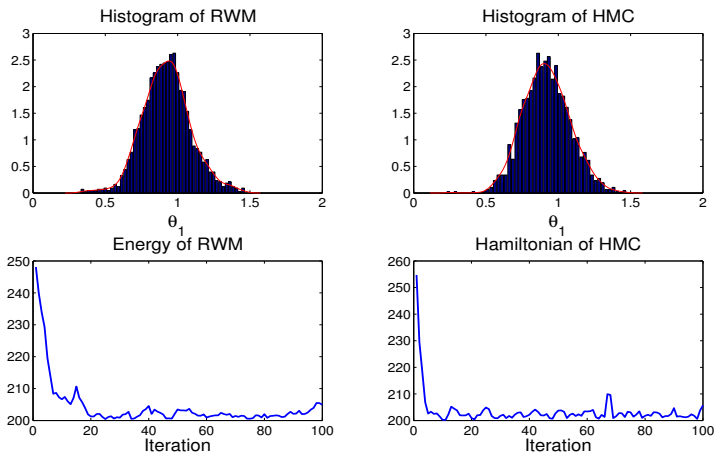 Histogram of RWM
3
2.5
2
1.5
1
0.5
0
0 0.5 1 1.5 2
θ1
Histogram of HMC
3
2.5
2
1.5
1
0.5
0
0 0.5 1 1.5 2
θ1
Energy of RWM
250
240
230
220
210
200
0 20 40 60 80 100
Iteration
Hamiltonian of HMC
260
250
240
230
220
210
200
0 20 40 60 80 100
Iteration